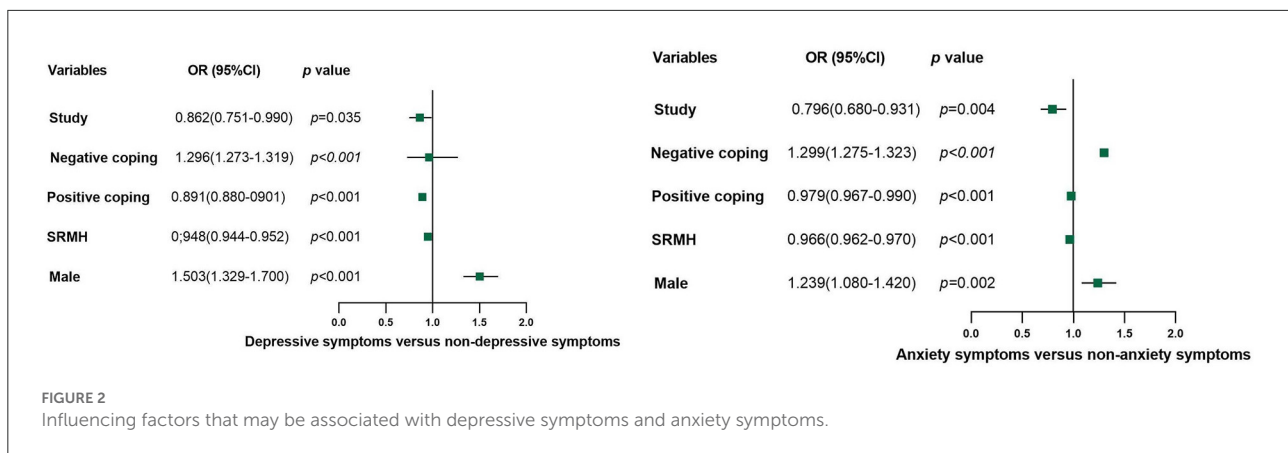 Variables OR (95%CI) p value
Study 0.862(0.751-0.990) p=0.035
Negative coping 1.296(1.273-1.319) p<0.001
Positive coping 0.891(0.880-0901) p<0.001
SRMH 0;948(0.944-0.952) p<0.001
Male 1.503(1.329-1.700) p<0.001
0.0 0.5 1.0 1.5 2.0
Depressive symptoms versus non-depressive symptoms
Variables OR (95%CI) p value
Study 0.796(0.680-0.931) p=0.004
Negative coping 1.299(1.275-1.323) p<0.001
Positive coping 0.979(0.967-0.990) p<0.001
SRMH 0.966(0.962-0.970) p<0.001
Male 1.239(1.080-1.420) p=0.002
0.0 0.5 1.0 1.5 2.0
Anxiety symptoms versus non-anxiety symptoms
FIGURE 2
Influencing factors that may be associated with depressive symptoms and anxiety symptoms.